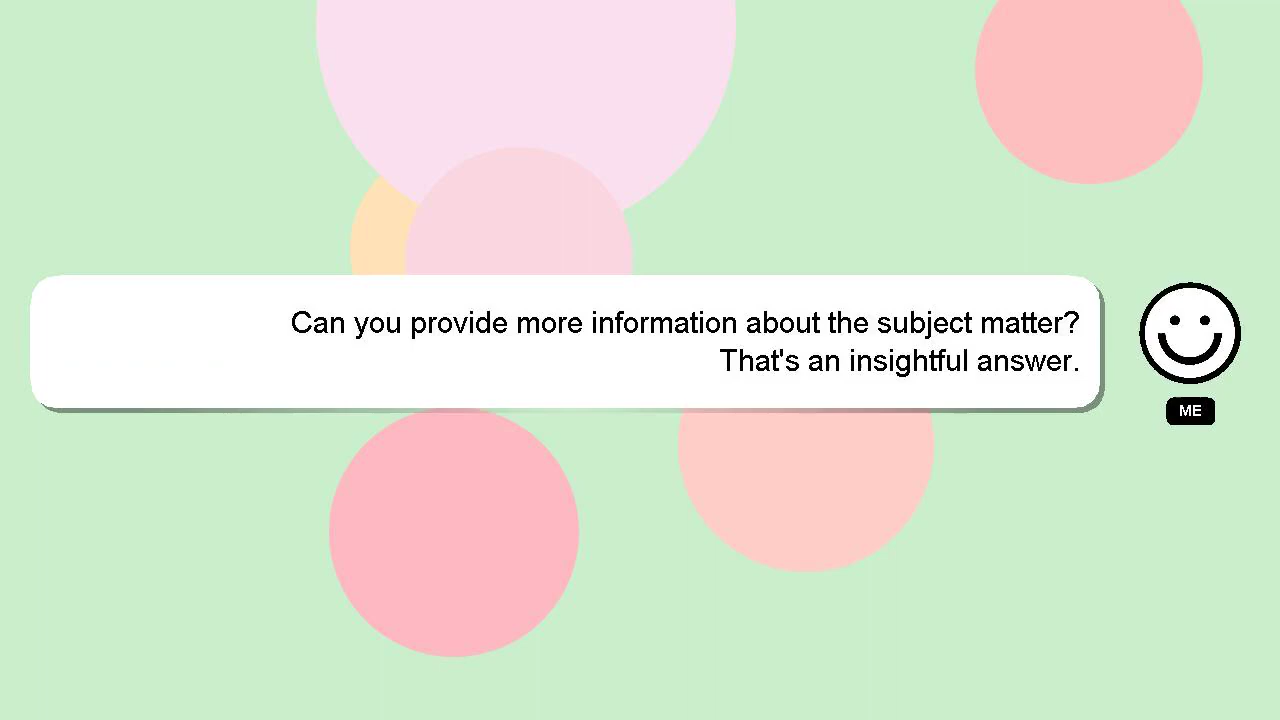 Can you provide more information about the subject matter?
That's an insightful answer.
ME